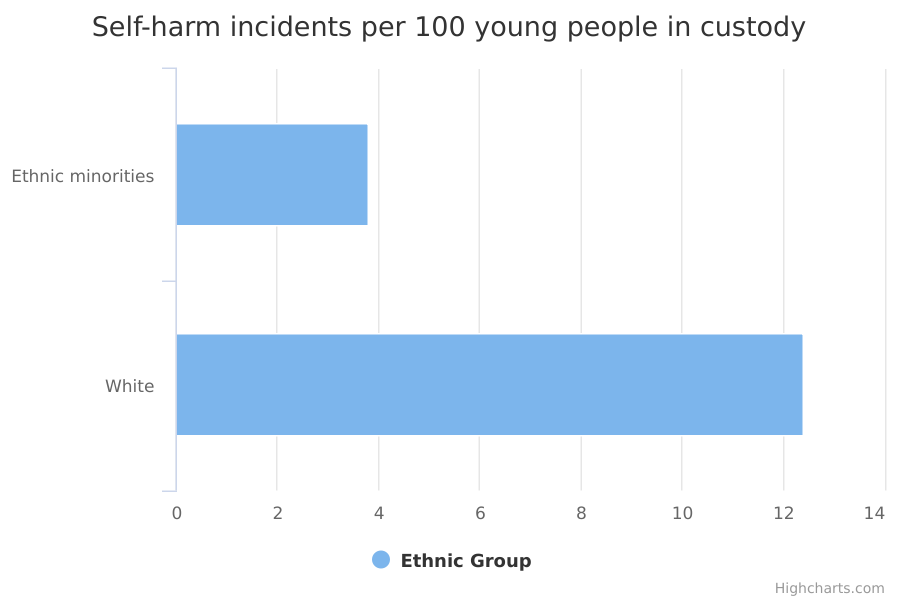 Self-harm incidents per 100 young people in custody
Ethnic minorities
White
0 2 4 6 8 10 12 14
Ethnic Group
Highcharts.com